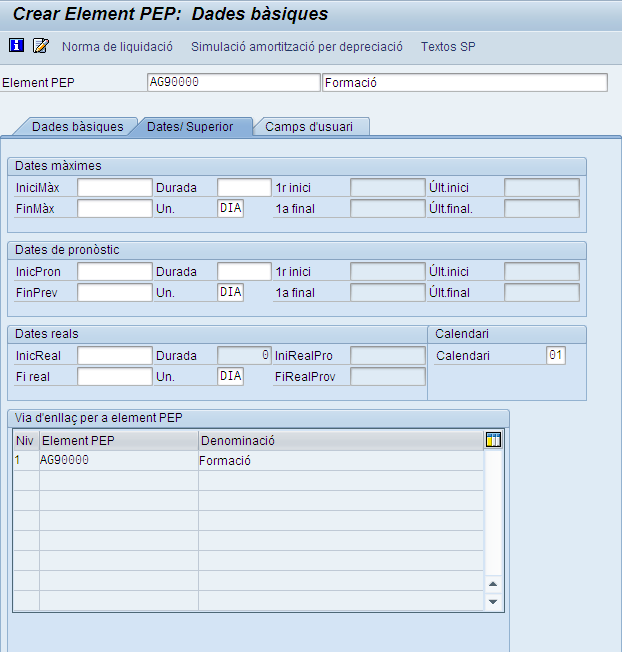 Crear Element PEP: Dades bàsiques
Norma de liquidació Simulació amortització per depreciació Textos SP
Element PEP AG90000 Formació
Dades bàsiques Dates/ Superior Camps d'usuari
Dates màximes
IniciMàx Durada 1r inici Últ.inici
FinMàx Un. DIA 1a final Últ.final.
Dates de pronòstic
InicPron Durada 1r inici Últ.inici
FinPrev Un. DIA 1a final Últ.final
Dates reals Calendari
InicReal Durada 0 IniRealPro Calendari 01
Fi real Un. DIA FiRealProv
Via d'enllaç per a element PEP
Niv Element PEP Denominació
1 AG90000 Formació